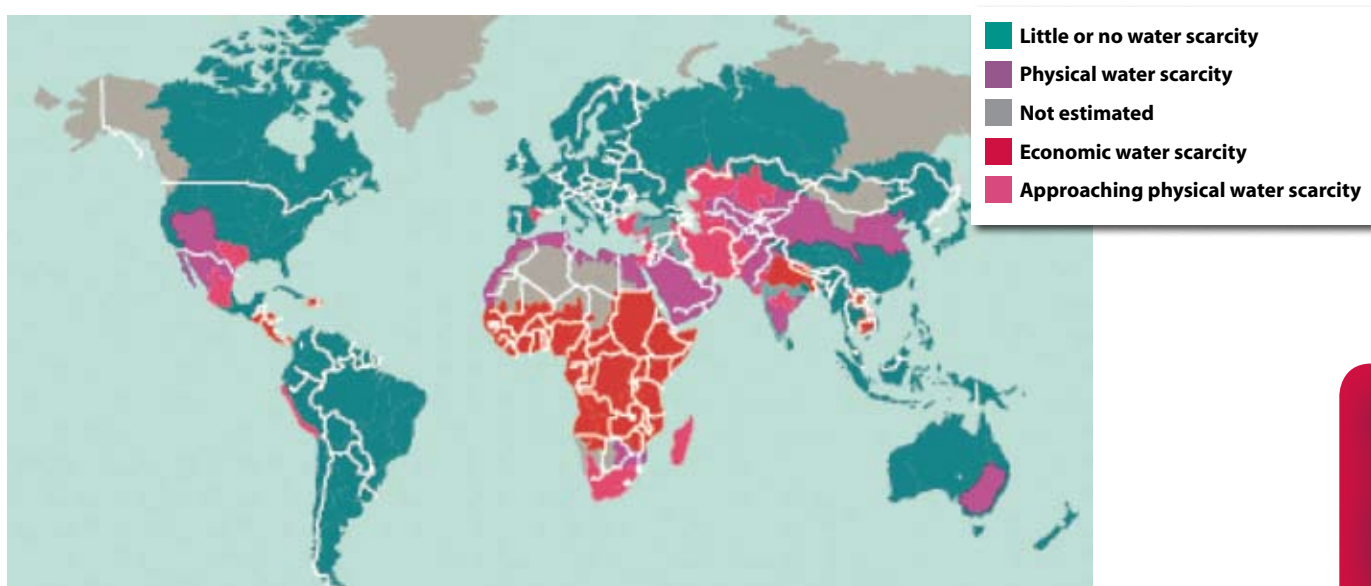 Little or no water scarcity
Physical water scarcity
Not estimated
Economic water scarcity
Approaching physical water scarcity